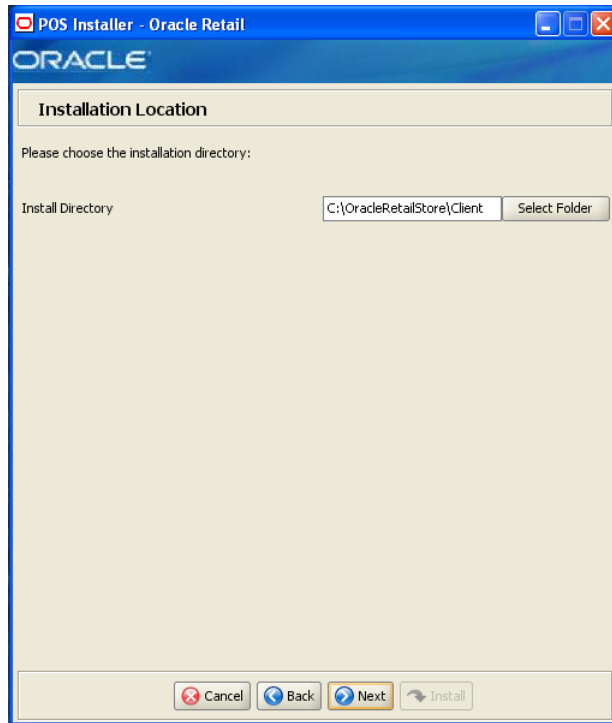 POS Installer - Oracle Retail
ORACLE
Installation Location
Please choose the installation directory:
Install Directory C:\OracleRetailStore\Client Select Folder
Cancel Back Next Install